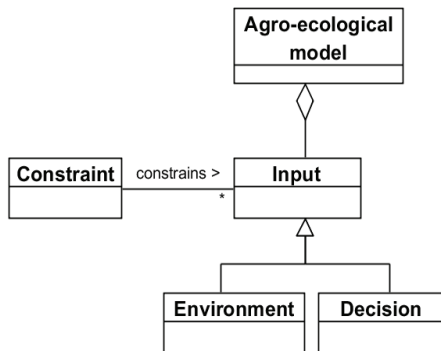 Agro-ecological
model
Constraint
constrains >
*
Input
Environment
Decision